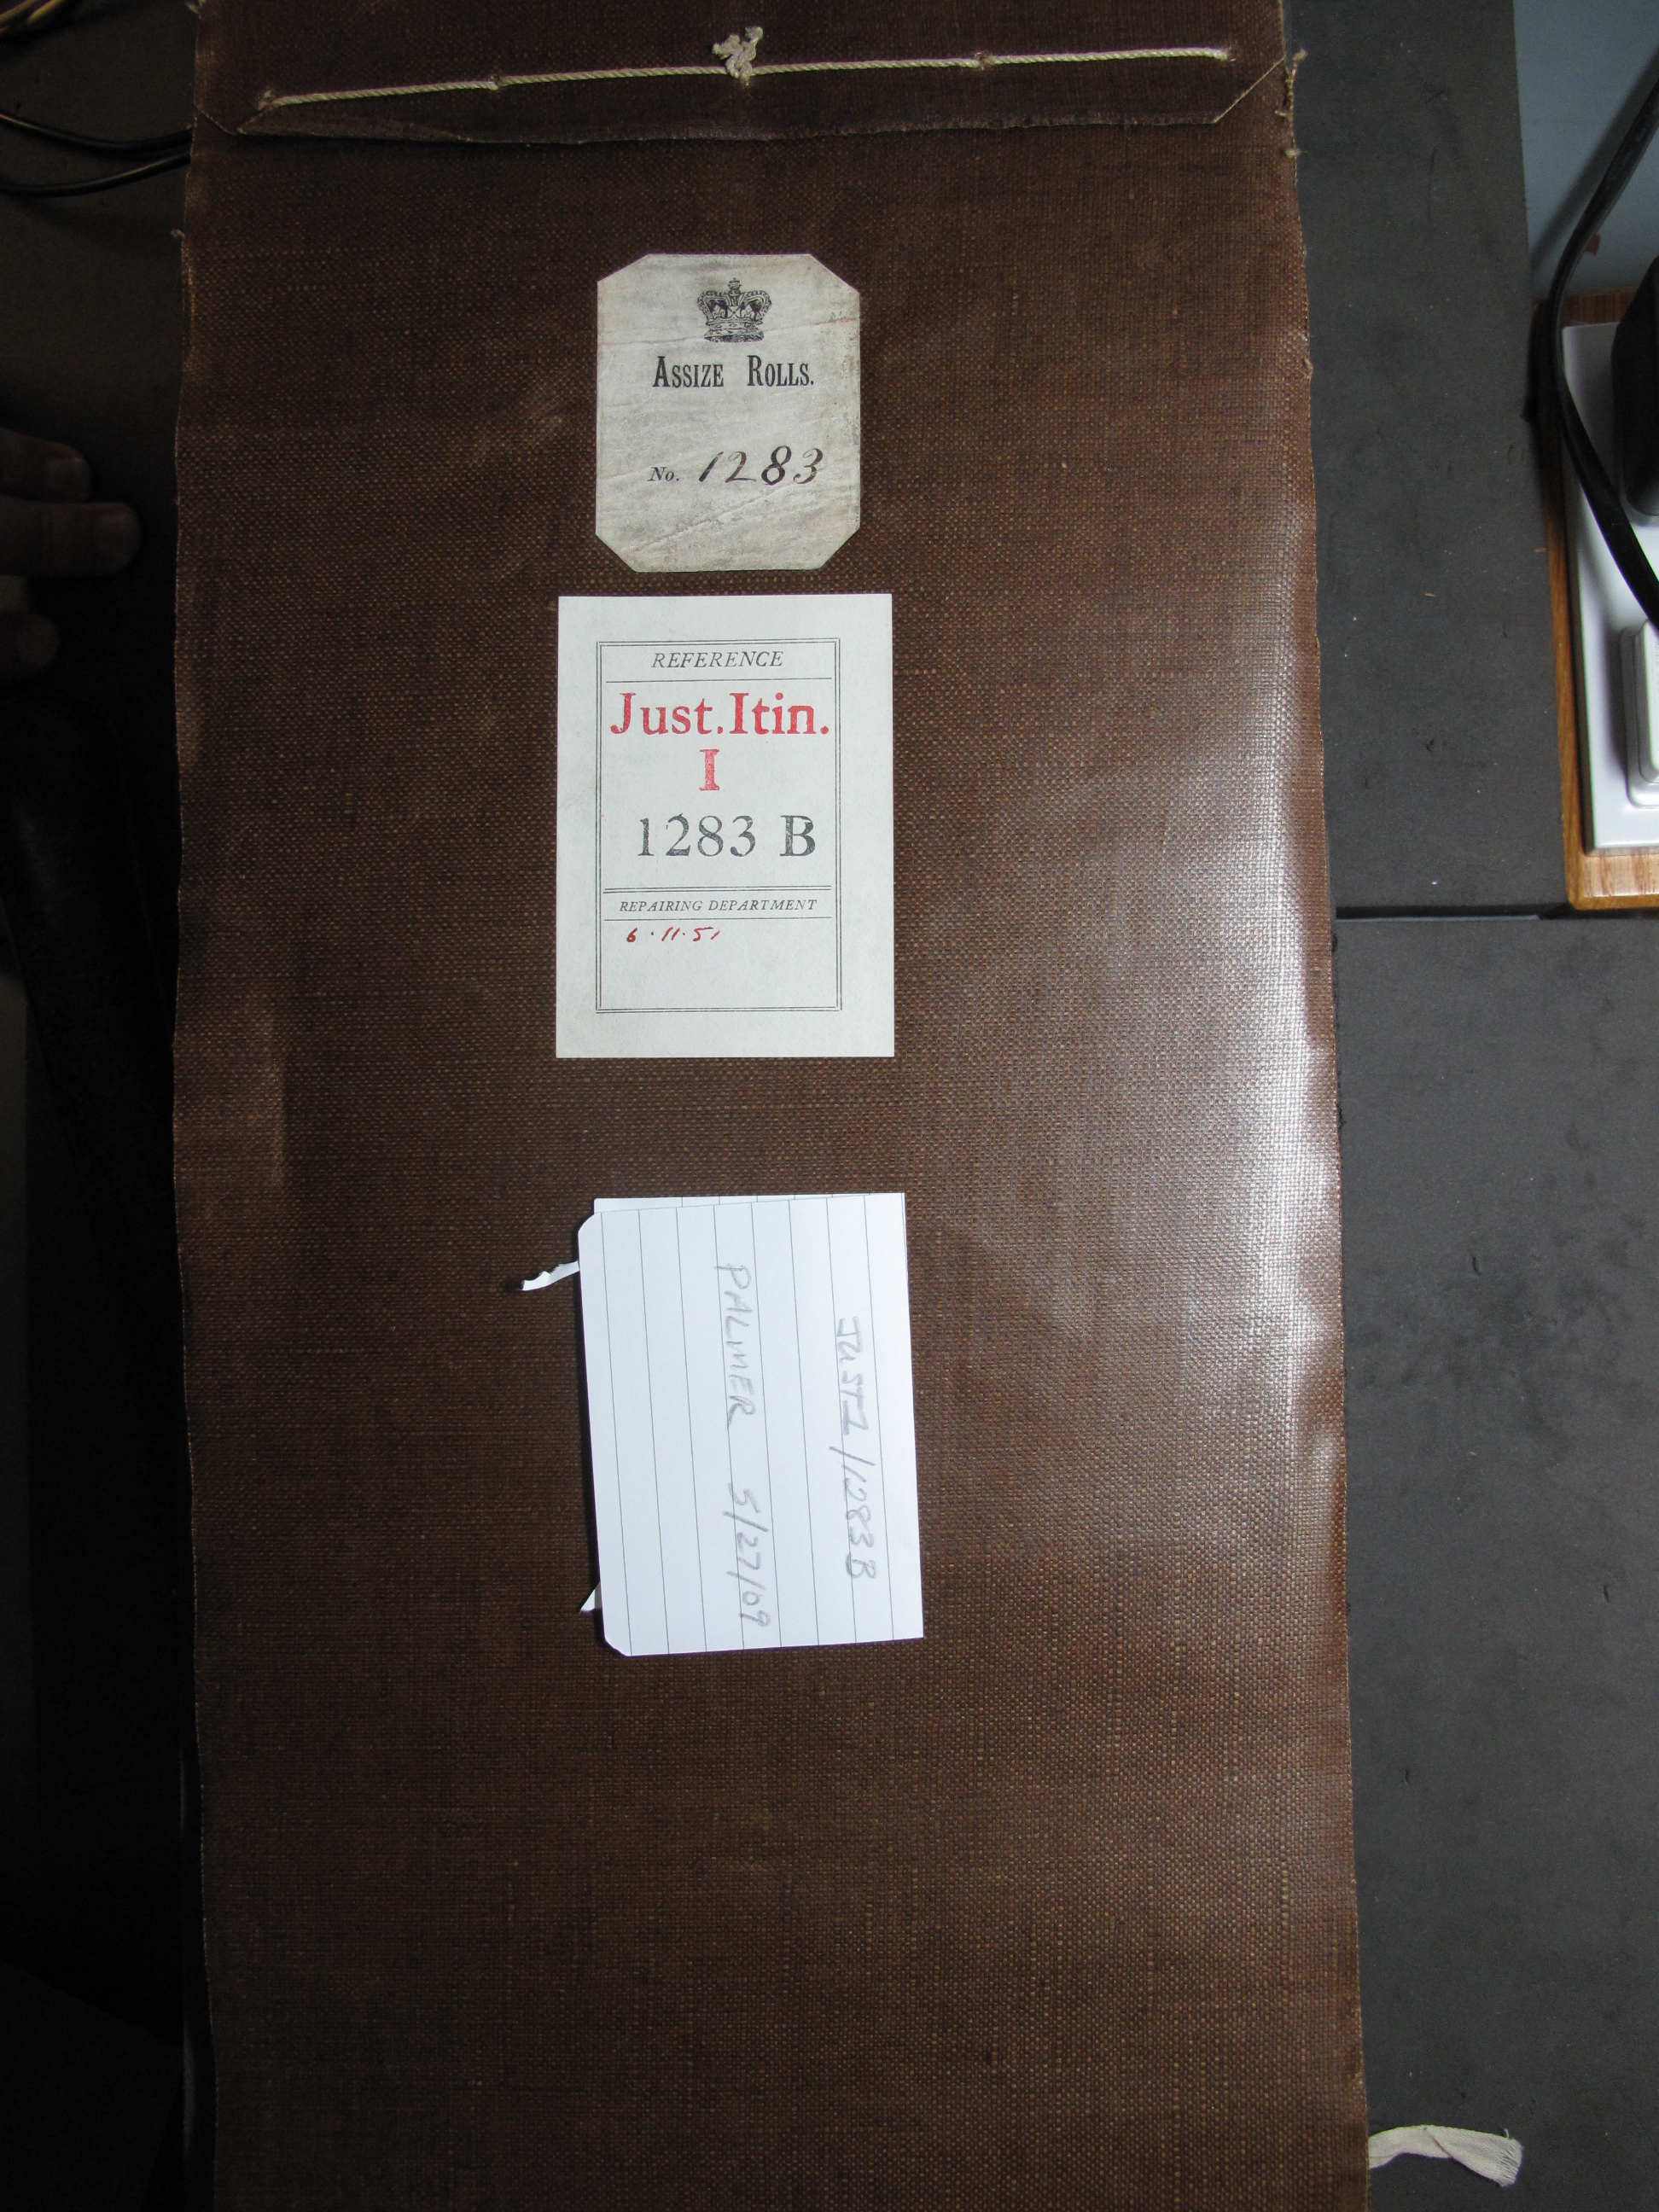 ASSIZE ROLLS.
No. 1283
REFERENCE
Just.Itin.
I
1283 B
REPAIRING DEPARTMENT
6.11.51
JUST1/1283B
PALMER 5/27/09